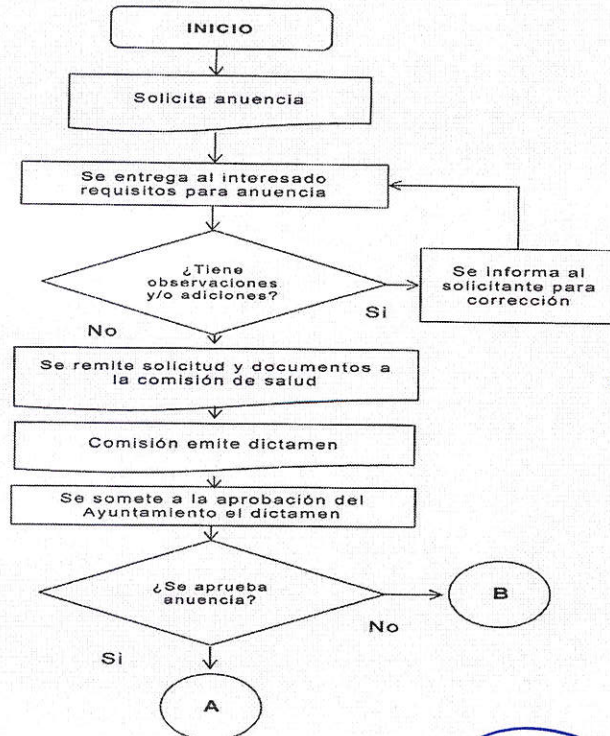 INICIO
Solicita anuencia
Se entrega al interesado
requisitos para anuencia
¿Tiene
observaciones
y/o adiciones?
Si
Se informa al
solicitante para
corrección
No
Se remite solicitud y documentos a
la comisión de salud
Comisión emite dictamen
Se somete a la aprobación del
Ayuntamiento el dictamen
¿Se aprueba
anuencia?
B
No
Si
A